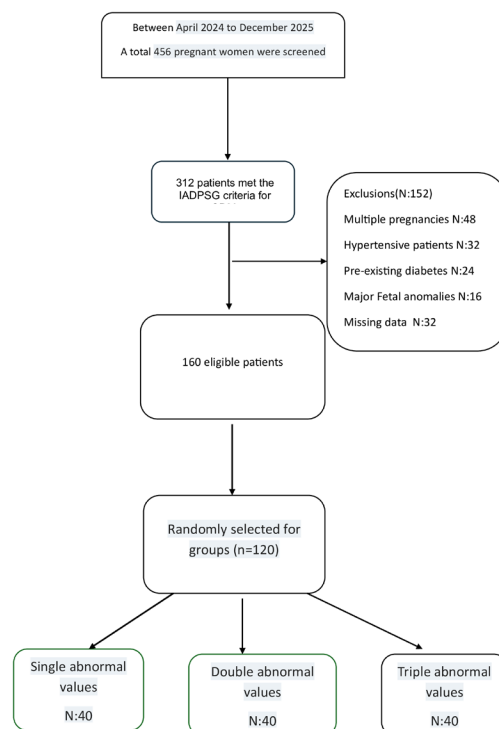 Between April 2024 to December 2025
A total 456 pregnant women were screened
312 patients met the
IADPSG criteria for
Exclusions(N:152)
Multiple pregnancies N:48
Hypertensive patients N:32
Pre-existing diabetes N:24
Major Fetal anomalies N:16
Missing data N:32
160 eligible patients
Randomly selected for
groups (n=120)
Single abnormal
values
N:40
Double abnormal
values
N:40
Triple abnormal
values
N:40